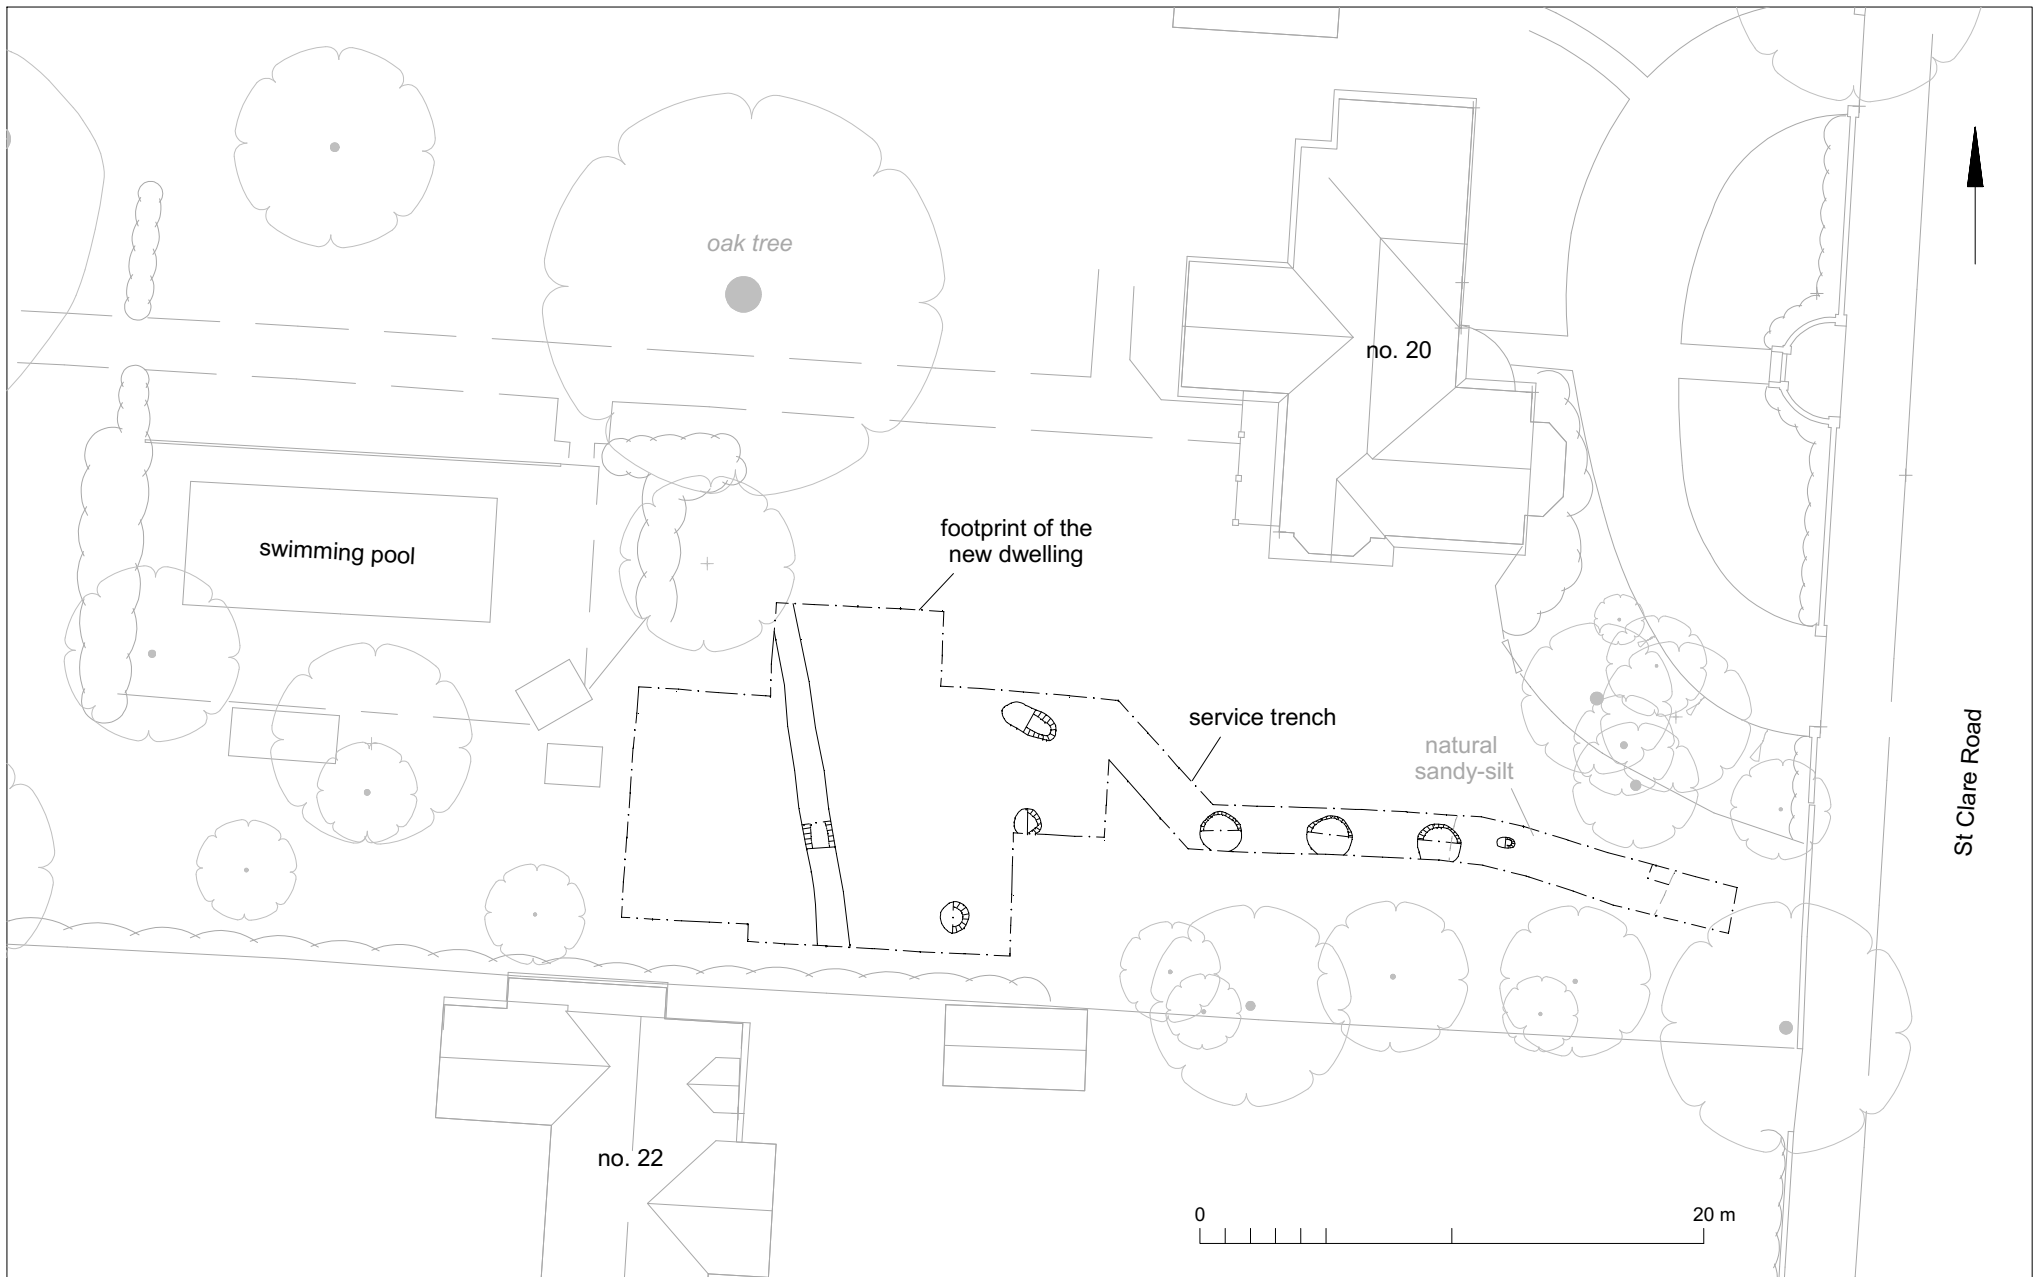 oak tree
no. 20
footprint of the
new dwelling
swimming pool
service trench
natural
sandy-silt
St Clare Road
no. 22
0
20 m